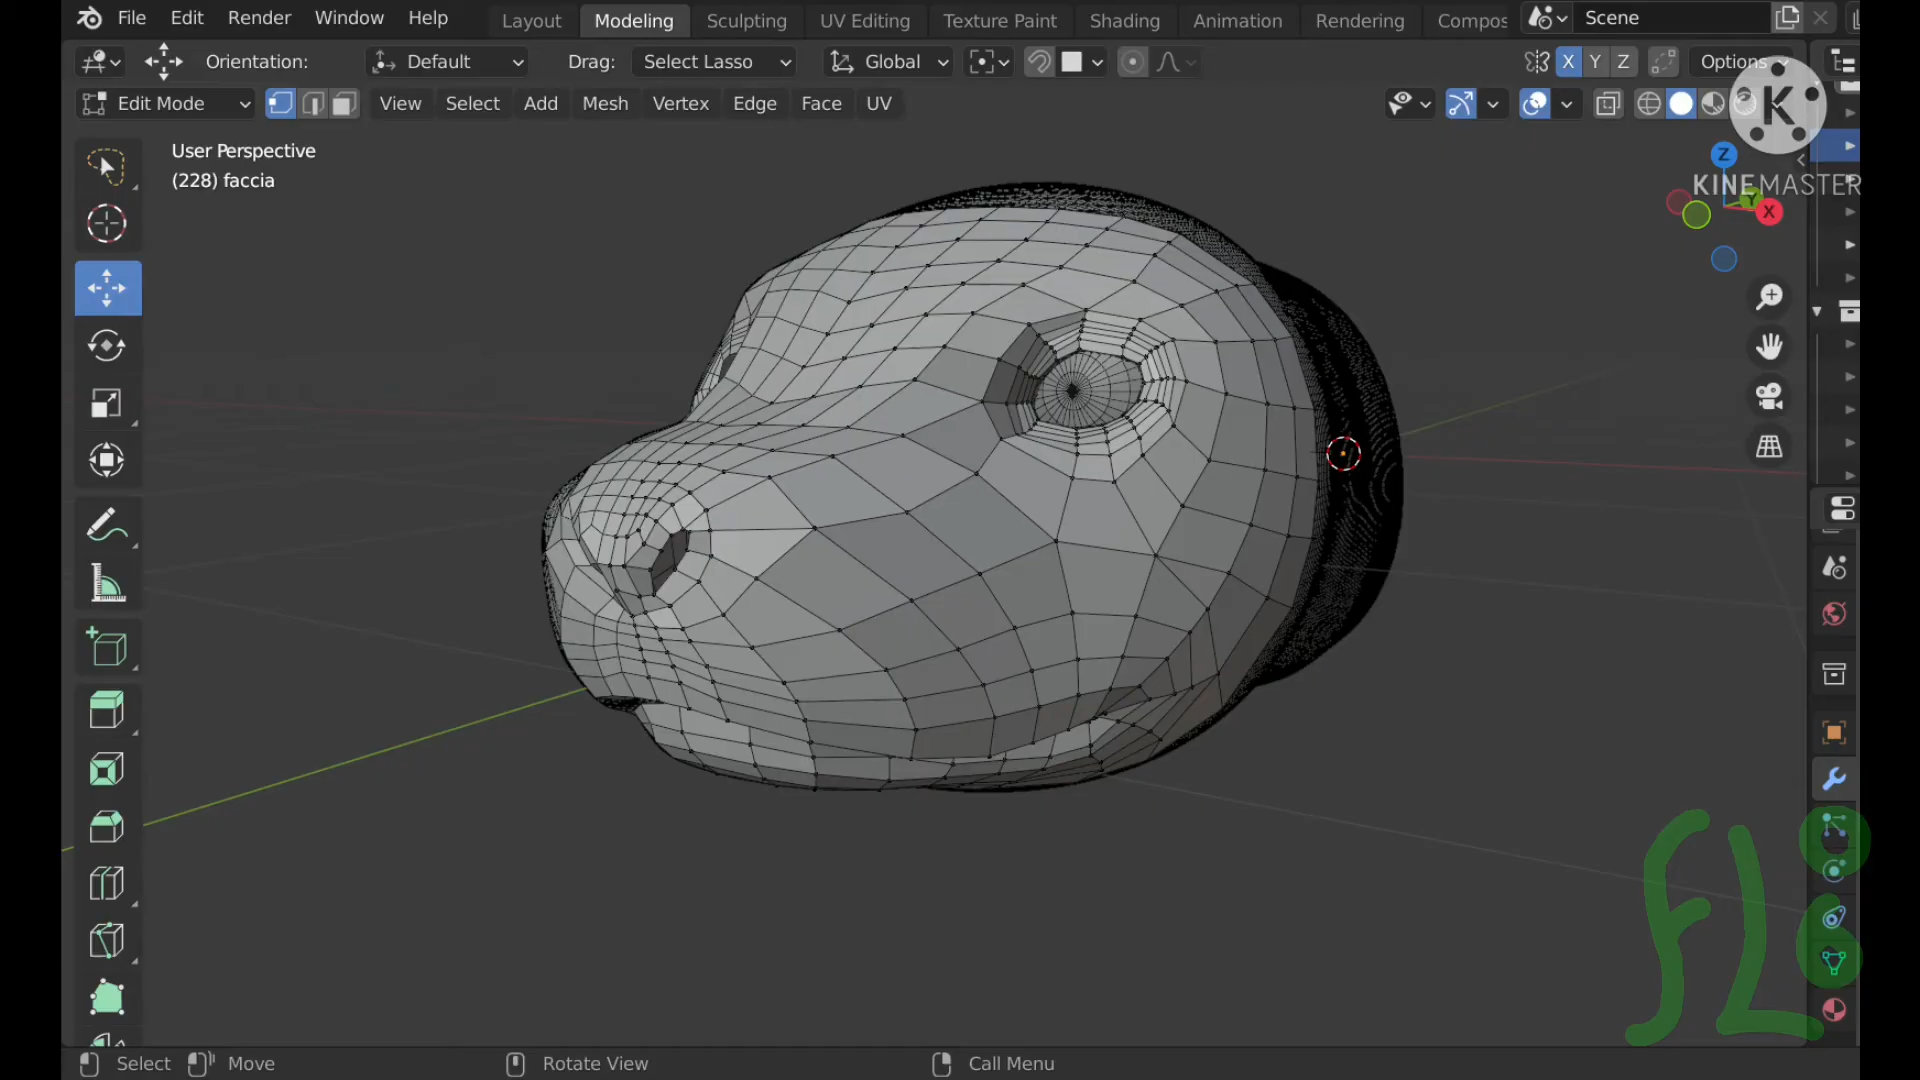 File Edit Render Window Help Layout Modeling Sculpting UV Editing Texture Paint Shading Animation Rendering Compos Scene
Orientation: Default Drag: Select Lasso Global X Y Z Options
Edit Mode View Select Add Mesh Vertex Edge Face UV
K
User Perspective
(228) faccia
Z
KINEMASTER
Y
X
FL
Select Move Rotate View Call Menu